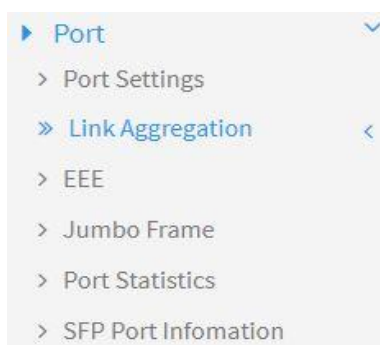 Port
Port Settings
Link Aggregation
EEE
Jumbo Frame
Port Statistics
SFP Port Infomation